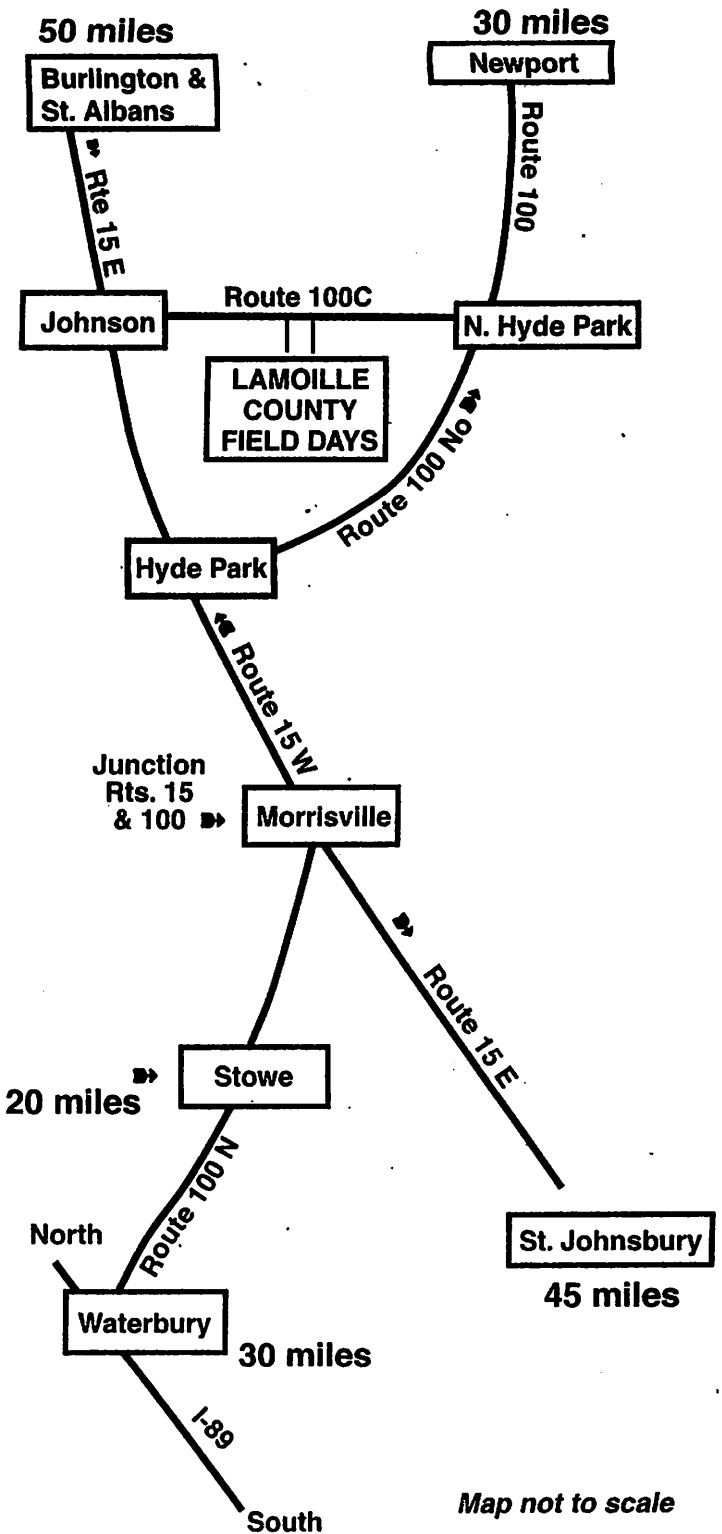 50 miles
30 miles
Burlington &
St. Albans
Newport
Rte 15 E
Route 100
Route 100C
Johnson
N. Hyde Park
LAMOILLE
COUNTY
FIELD DAYS
Route 100 No
Hyde Park
Route 15 W
Junction
Rts. 15
& 100
Morrisville
Route 15 E
Stowe
20 miles
Route 100 N
North
St. Johnsbury
45 miles
Waterbury
30 miles
I-89
Map not to scale
South